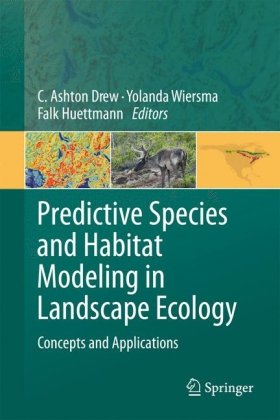 C. Ashton Drew · Yolanda Wiersma
Falk Huettmann Editors
Predictive Species
and Habitat
Modeling in
Landscape Ecology
Concepts and Applications
Springer